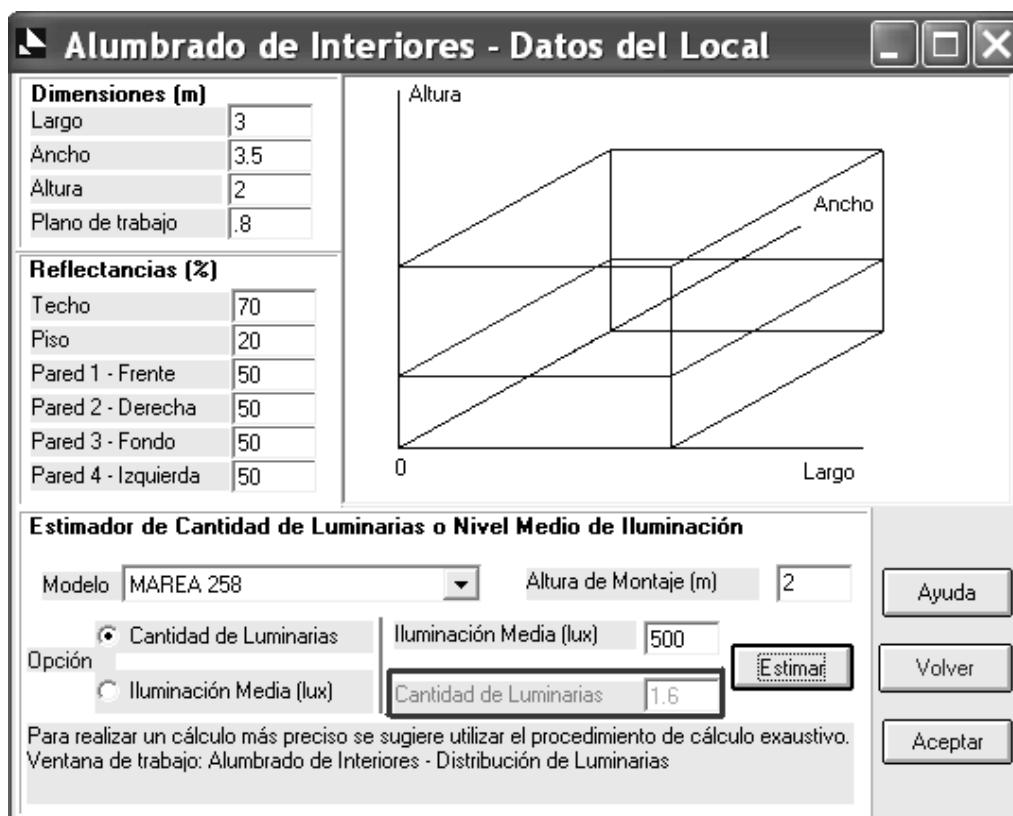 Alumbrado de Interiores - Datos del Local
Dimensiones (m)
Largo 3
Ancho 3.5
Altura 2
Plano de trabajo .8
Reflectancias (%)
Techo 70
Piso 20
Pared 1 - Frente 50
Pared 2 - Derecha 50
Pared 3 - Fondo 50
Pared 4 - Izquierda 50
Altura
Ancho
0
Largo
Estimador de Cantidad de Luminarias o Nivel Medio de Iluminación
Modelo MAREA 258 Altura de Montaje (m) 2
Opción
Cantidad de Luminarias
Iluminación Media (lux)
Iluminación Media (lux) 500
Cantidad de Luminarias 1.6
Estimar
Para realizar un cálculo más preciso se sugiere utilizar el procedimiento de cálculo exaustivo.
Ventana de trabajo: Alumbrado de Interiores - Distribución de Luminarias
Ayuda
Volver
Aceptar